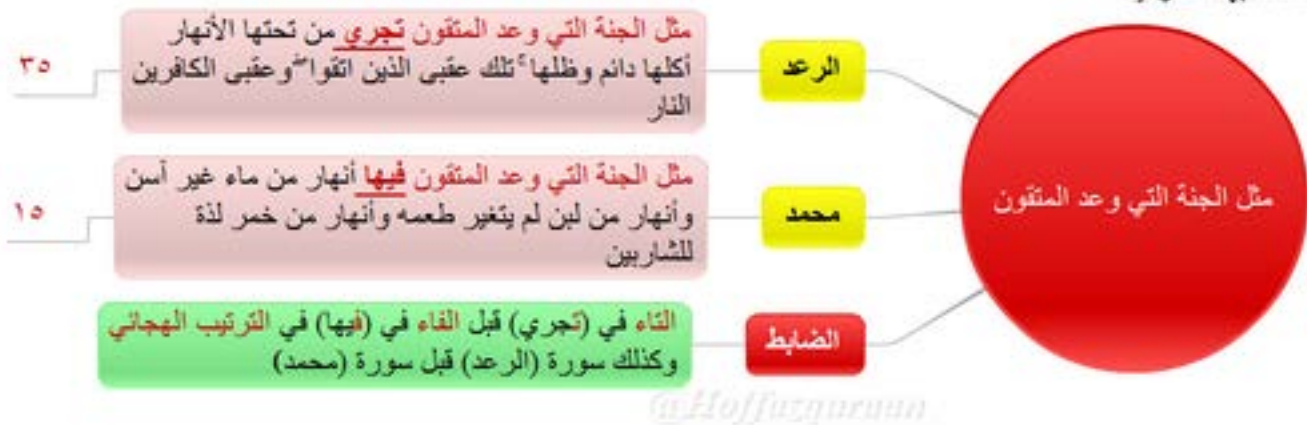 مثل الجنة التي وعد المتقون
الرعد
مثل الجنة التي وعد المتقون تجري من تحتها الأنهار
أكلها دائم وظلها ۚ تلك عقبى الذين اتقوا ۖ وعقبى الكافرين
النار
٣٥
محمد
مثل الجنة التي وعد المتقون فيها أنهار من ماء غير آسن
وأنهار من لبن لم يتغير طعمه وأنهار من خمر لذة
للشاربين
١٥
الضابط
التاء في (تجري) قبل الفاء في (فيها) في الترتيب الهجائي
وكذلك سورة (الرعد) قبل سورة (محمد)
@Hoffazquraan